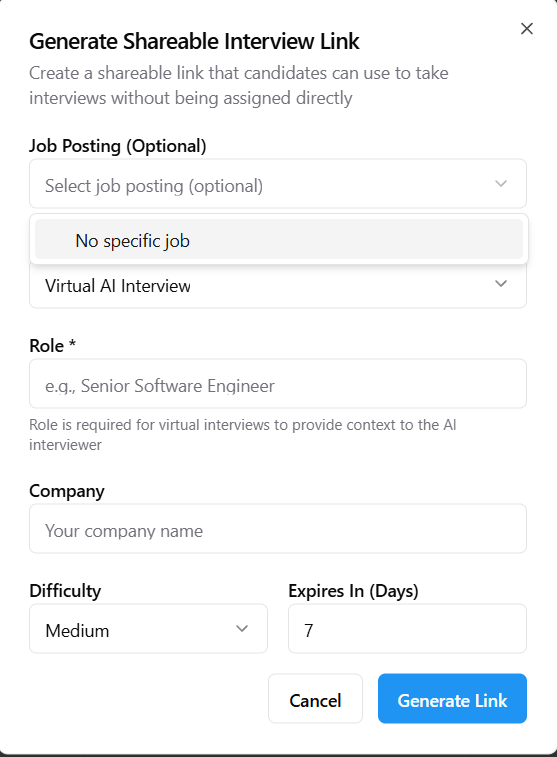 Generate Shareable Interview Link
Create a shareable link that candidates can use to take
interviews without being assigned directly
Job Posting (Optional)
Select job posting (optional)
No specific job
Virtual AI Interview
Role *
e.g., Senior Software Engineer
Role is required for virtual interviews to provide context to the AI
interviewer
Company
Your company name
Difficulty
Expires In (Days)
Medium
7
Cancel
Generate Link